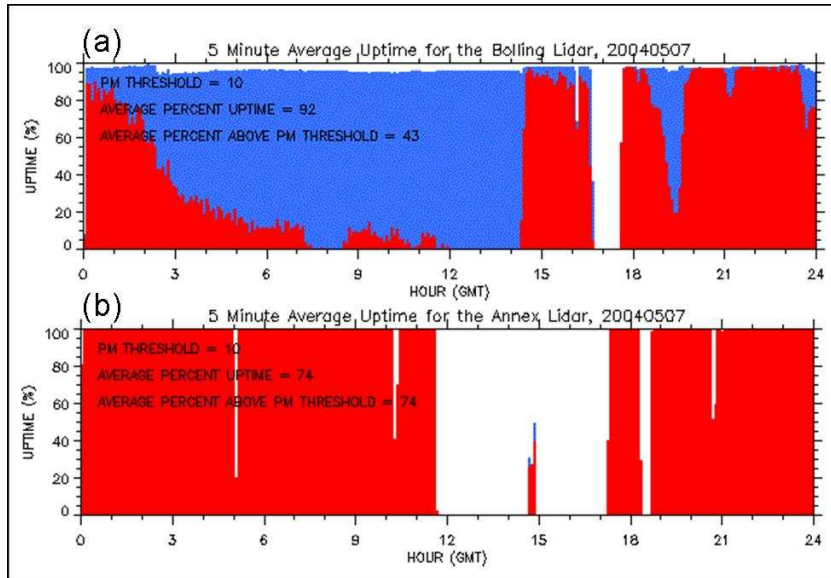 (a)
5 Minute Average Uptime for the Bolling Lidar, 20040507
PM THRESHOLD = 10
AVERAGE PERCENT UPTIME = 92
AVERAGE PERCENT ABOVE PM THRESHOLD = 43
UPTIME (%)
100
80
60
40
20
0
0 3 6 9 12 15 18 21 24
HOUR (GMT)
(b)
5 Minute Average Uptime for the Annex Lidar, 20040507
PM THRESHOLD = 10
AVERAGE PERCENT UPTIME = 74
AVERAGE PERCENT ABOVE PM THRESHOLD = 74
UPTIME (%)
100
80
60
40
20
0
0 3 6 9 12 15 18 21 24
HOUR (GMT)